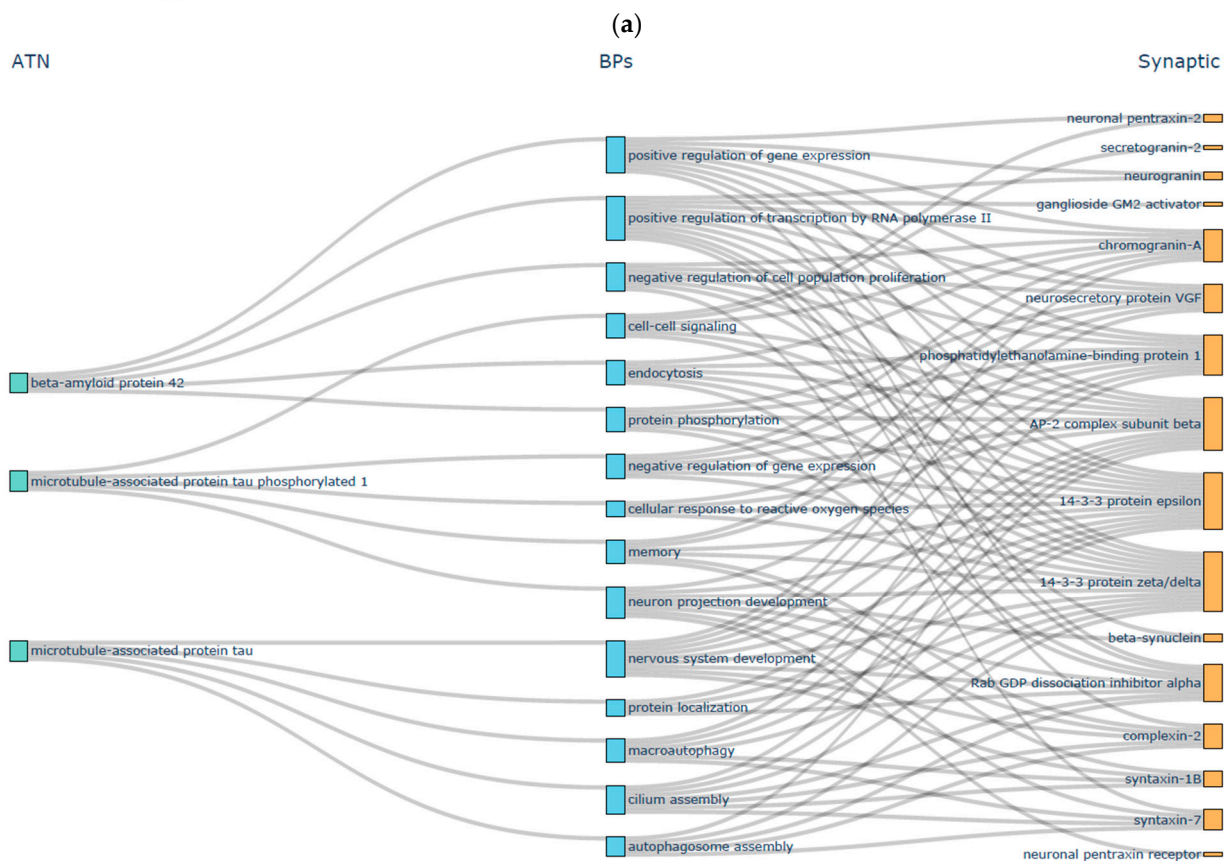 (a)
ATN
BPs
Synaptic
beta-amyloid protein 42
microtubule-associated protein tau phosphorylated 1
microtubule-associated protein tau
positive regulation of gene expression
positive regulation of transcription by RNA polymerase II
negative regulation of cell population proliferation
cell-cell signaling
endocytosis
protein phosphorylation
negative regulation of gene expression
cellular response to reactive oxygen species
memory
neuron projection development
nervous system development
protein localization
macroautophagy
cilium assembly
autophagosome assembly
neuronal pentraxin-2
secretogranin-2
neurogranin
ganglioside GM2 activator
chromogranin-A
neurosecretory protein VGF
phosphatidylethanolamine-binding protein 1
AP-2 complex subunit beta
14-3-3 protein epsilon
14-3-3 protein zeta/delta
beta-synuclein
Rab GDP dissociation inhibitor alpha
complexin-2
syntaxin-1B
syntaxin-7
neuronal pentraxin receptor